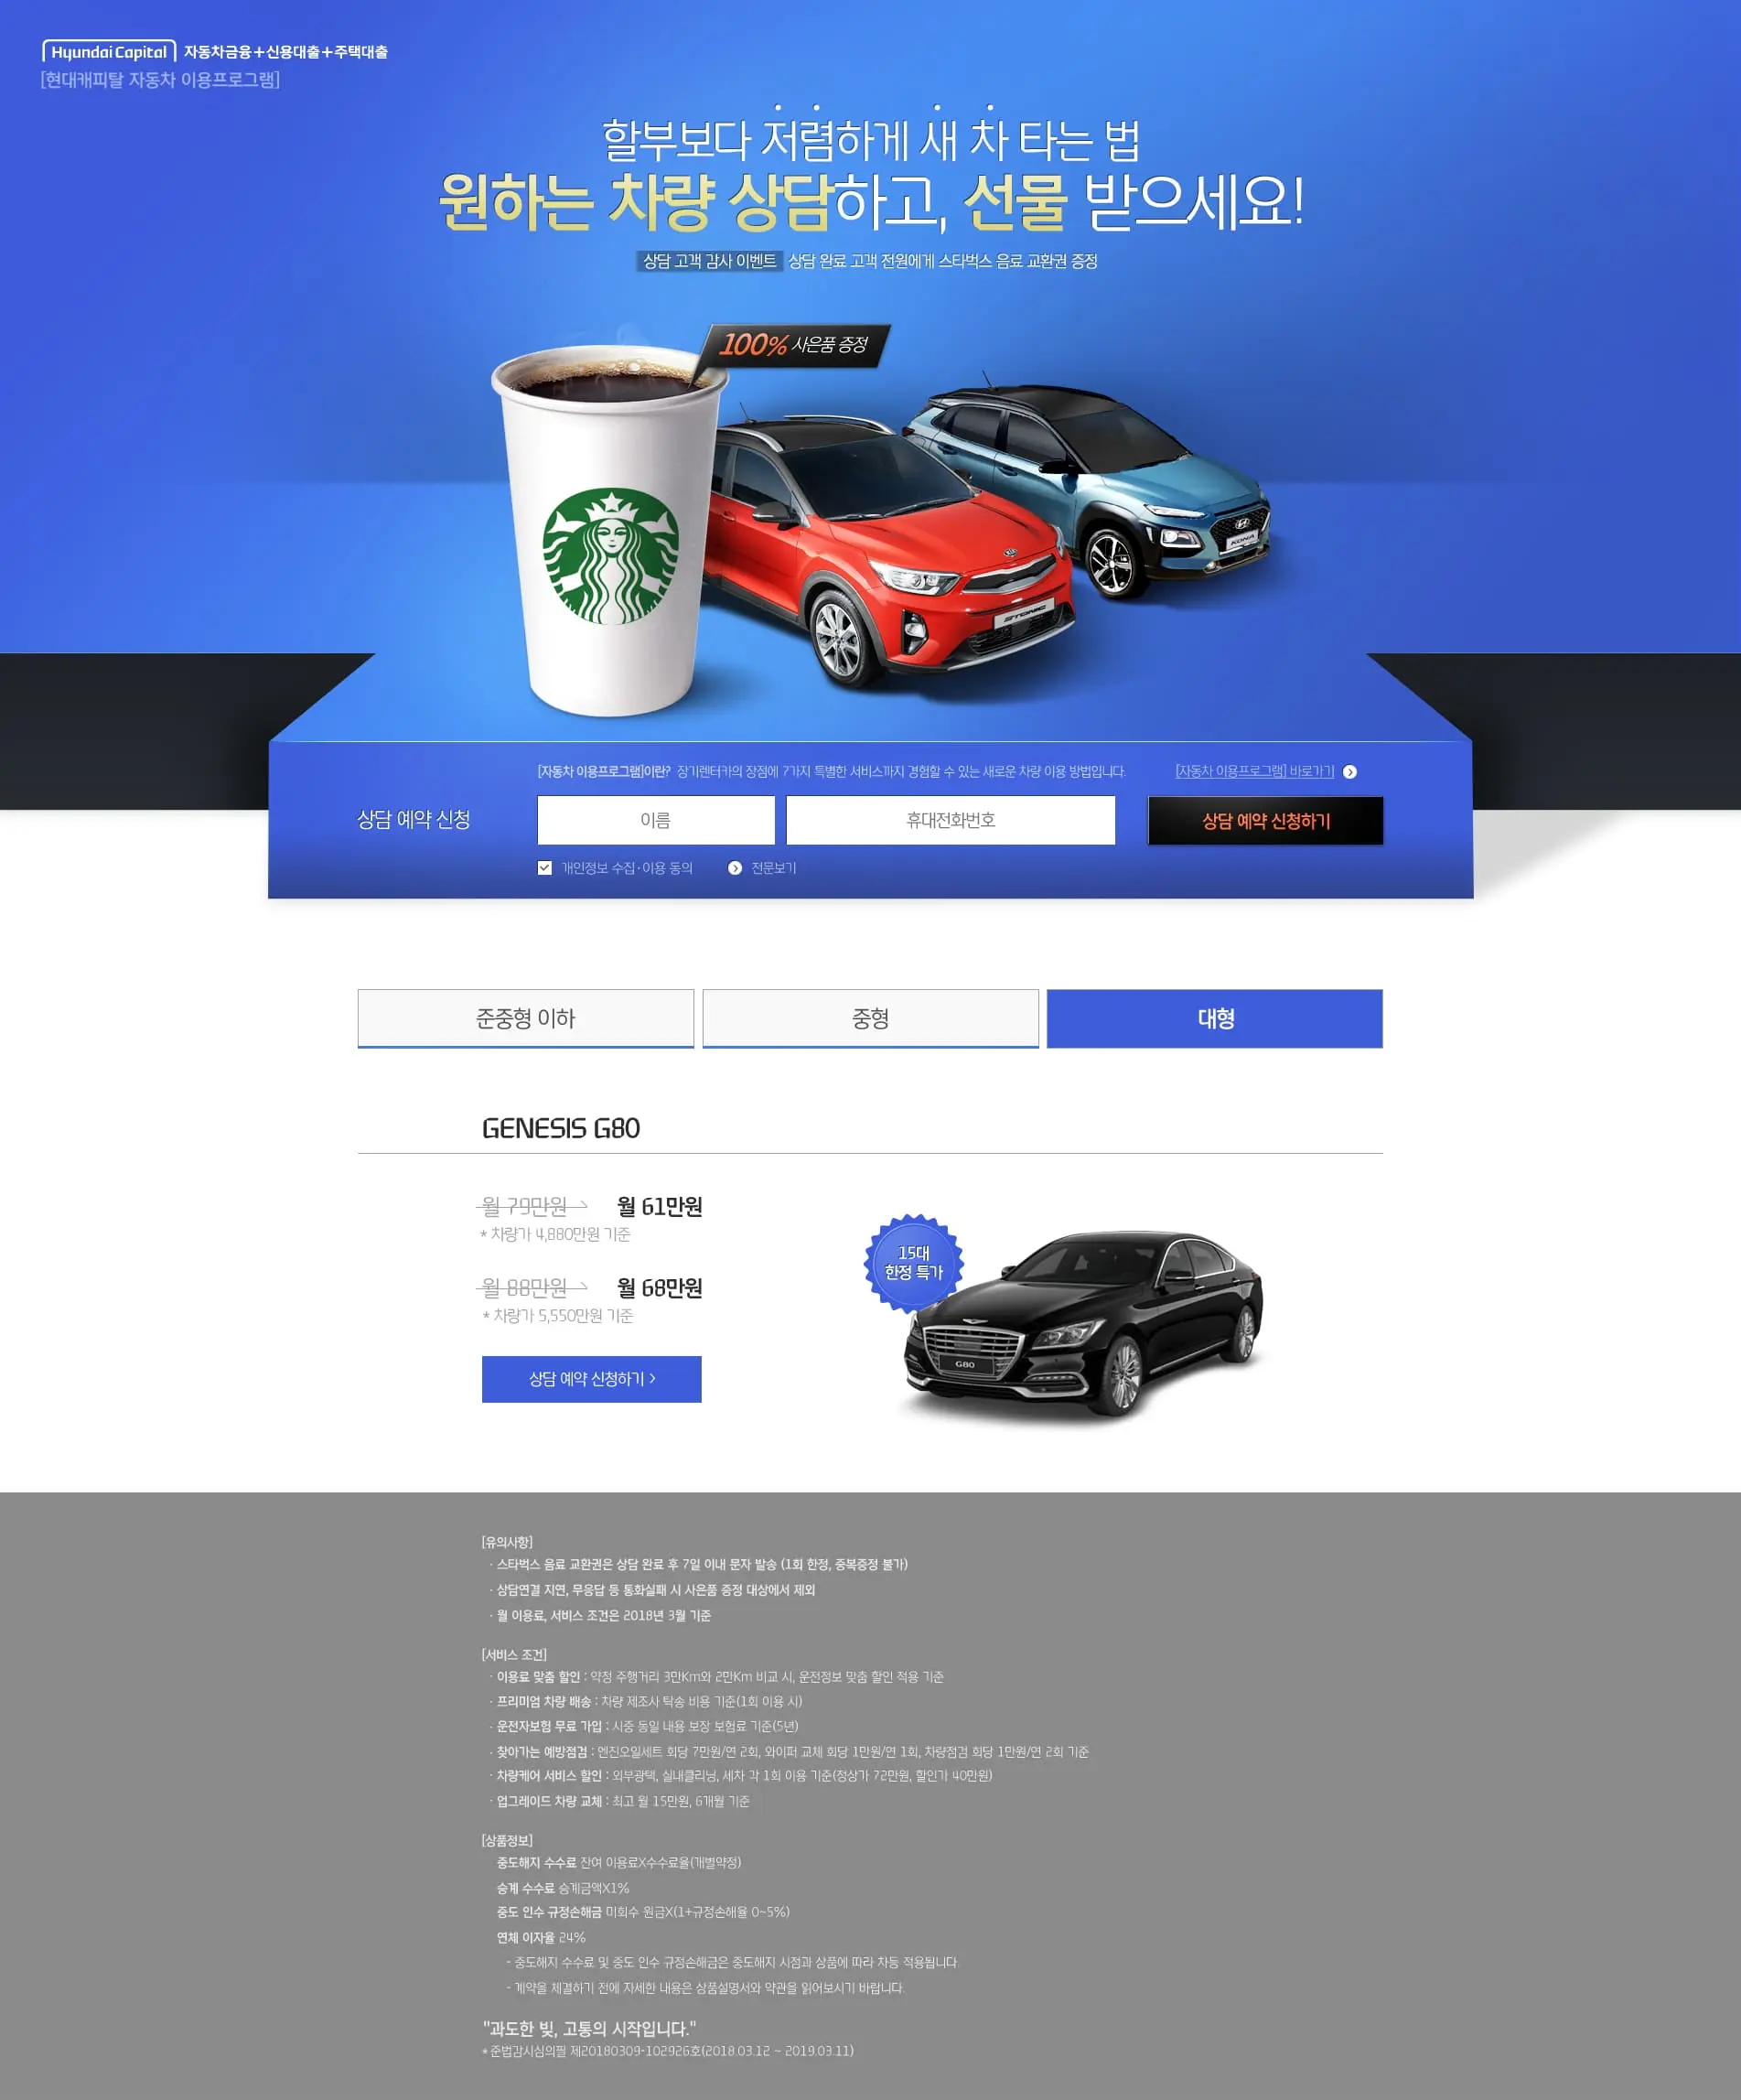 Hyundai Capital 자동차금융+신용대출+주택대출
[현대캐피탈 자동차 이용프로그램]
할부보다 저렴하게 새 차 타는 법
원하는 차량 상담하고, 선물 받으세요!
상담 고객 감사 이벤트 상담 완료 고객 전원에게 스타벅스 음료 교환권 증정
100% 사은품 증정
KONA
STONIC
[자동차 이용프로그램]이란? 장기렌터카의 장점에 7가지 특별한 서비스까지 경험할 수 있는 새로운 차량 이용 방법입니다.
[자동차 이용프로그램] 바로가기
상담 예약 신청
이름
휴대전화번호
상담 예약 신청하기
개인정보 수집·이용 동의
전문보기
준중형 이하
중형
대형
GENESIS G80
월 79만원 월 61만원
* 차량가 4,880만원 기준
월 88만원 월 68만원
* 차량가 5,550만원 기준
상담 예약 신청하기 >
15대
한정 특가
G80
[유의사항]
· 스타벅스 음료 교환권은 상담 완료 후 7일 이내 문자 발송 (1회 한정, 중복증정 불가)
· 상담연결 지연, 무응답 등 통화실패 시 사은품 증정 대상에서 제외
· 월 이용료, 서비스 조건은 2018년 3월 기준
[서비스 조건]
· 이용료 맞춤 할인 : 약정 주행거리 3만Km와 2만Km 비교 시, 운전정보 맞춤 할인 적용 기준
· 프리미엄 차량 배송 : 차량 제조사 탁송 비용 기준(1회 이용 시)
· 운전자보험 무료 가입 : 시중 동일 내용 보장 보험료 기준(5년)
· 찾아가는 예방점검 : 엔진오일세트 회당 7만원/연 2회, 와이퍼 교체 회당 1만원/연 1회, 차량점검 회당 1만원/연 2회 기준
· 차량케어 서비스 할인 : 외부광택, 실내클리닝, 세차 각 1회 이용 기준(정상가 72만원, 할인가 40만원)
· 업그레이드 차량 교체 : 최고 월 15만원, 6개월 기준
[상품정보]
중도해지 수수료 잔여 이용료X수수료율(개별약정)
승계 수수료 승계금액X1%
중도 인수 규정손해금 미회수 원금X(1+규정손해율 0~5%)
연체 이자율 24%
- 중도해지 수수료 및 중도 인수 규정손해금은 중도해지 시점과 상품에 따라 차등 적용됩니다.
- 계약을 체결하기 전에 자세한 내용은 상품설명서와 약관을 읽어보시기 바랍니다.
"과도한 빚, 고통의 시작입니다."
* 준법감시심의필 제20180309-102926호(2018.03.12 ~ 2019.03.11)